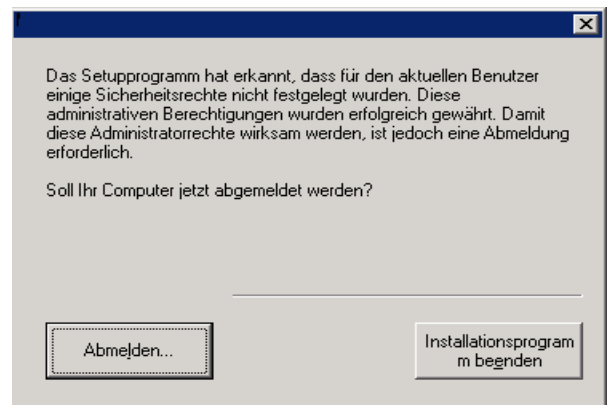 Das Setupprogramm hat erkannt, dass für den aktuellen Benutzer
einige Sicherheitsrechte nicht festgelegt wurden. Diese
administrativen Berechtigungen wurden erfolgreich gewährt. Damit
diese Administratorrechte wirksam werden, ist jedoch eine Abmeldung
erforderlich.
Soll Ihr Computer jetzt abgemeldet werden?
Abmelden...
Installationsprogram
m beenden